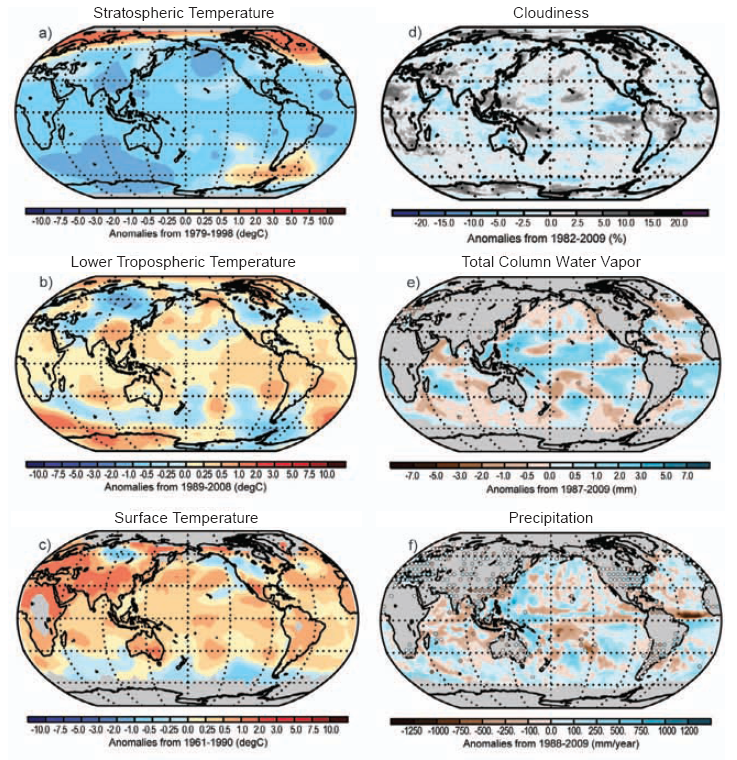 Stratospheric Temperature
a)
-10.0 -7.5 -5.0 -3.0 -2.0 -1.0 -0.5 -0.25 0.0 0.25 0.5 1.0 2.0 3.0 5.0 7.5 10.0
Anomalies from 1979-1998 (degC)
Cloudiness
d)
-20. -15.0 -10.0 -5.0 -2.5 0.0 2.5 5.0 10.0 15.0 20.0
Anomalies from 1982-2009 (%)
Lower Tropospheric Temperature
b)
-10.0 -7.5 -5.0 -3.0 -2.0 -1.0 -0.5 -0.25 0.0 0.25 0.5 1.0 2.0 3.0 5.0 7.5 10.0
Anomalies from 1989-2008 (degC)
Total Column Water Vapor
e)
-7.0 -5.0 -3.0 -2.0 -1.0 -0.5 0.0 0.5 1.0 2.0 3.0 5.0 7.0
Anomalies from 1987-2009 (mm)
Surface Temperature
c)
-10.0 -7.5 -5.0 -3.0 -2.0 -1.0 -0.5 -0.25 0.0 0.25 0.5 1.0 2.0 3.0 5.0 7.5 10.0
Anomalies from 1961-1990 (degC)
Precipitation
f)
-1250 -1000 -750. -500. -250. -100. 0.0 100. 250. 500. 750. 1000. 1200
Anomalies from 1988-2009 (mm/year)